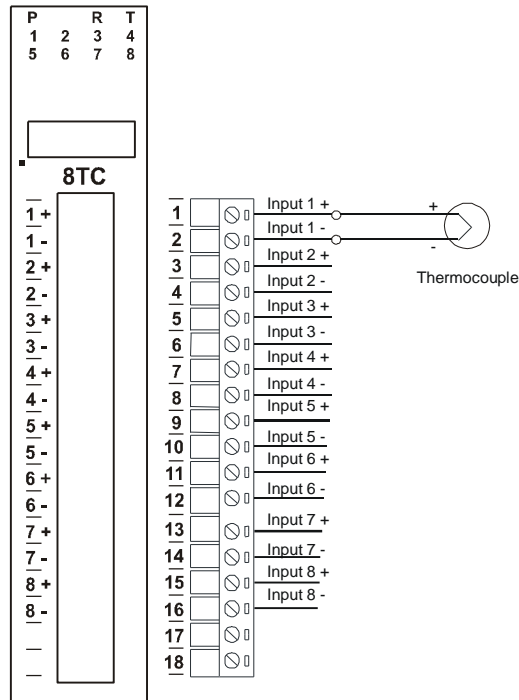 P R T
1 2 3 4
5 6 7 8
8TC
1 +
1 -
2 +
2 -
3 +
3 -
4 +
4 -
5 +
5 -
6 +
6 -
7 +
7 -
8 +
8 -
1 Input 1 +
2 Input 1 -
3 Input 2 +
4 Input 2 -
5 Input 3 +
6 Input 3 -
7 Input 4 +
8 Input 4 -
9 Input 5 +
10 Input 5 -
11 Input 6 +
12 Input 6 -
13 Input 7 +
14 Input 7 -
15 Input 8 +
16 Input 8 -
17
18
+
-
Thermocouple